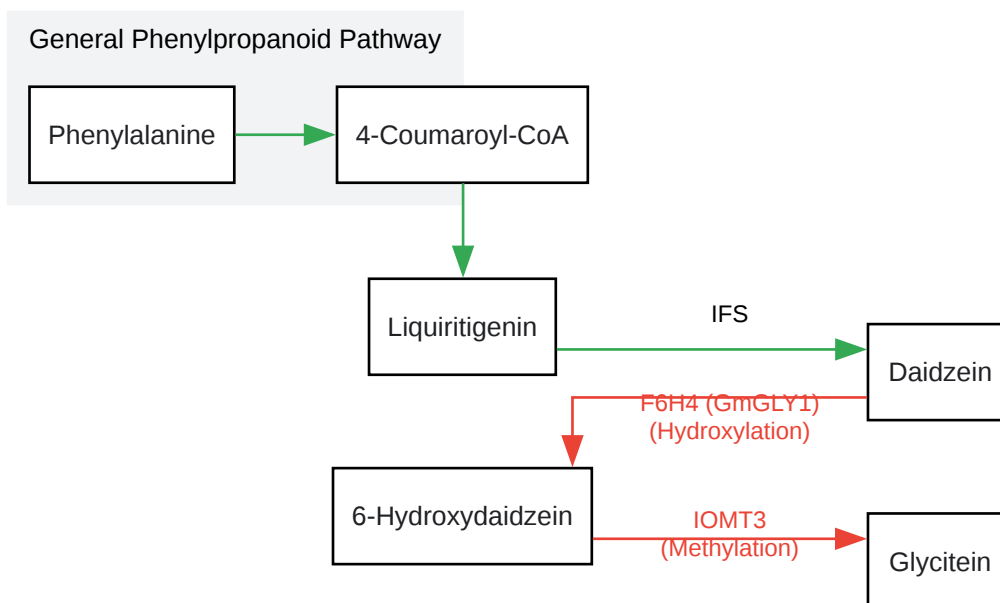 General Phenylpropanoid Pathway
Phenylalanine
4-Coumaroyl-CoA
Liquiritigenin
IFS
Daidzein
F6H4 (GmGLY1)
(Hydroxylation)
6-Hydroxydaidzein
IOMT3
(Methylation)
Glycitein